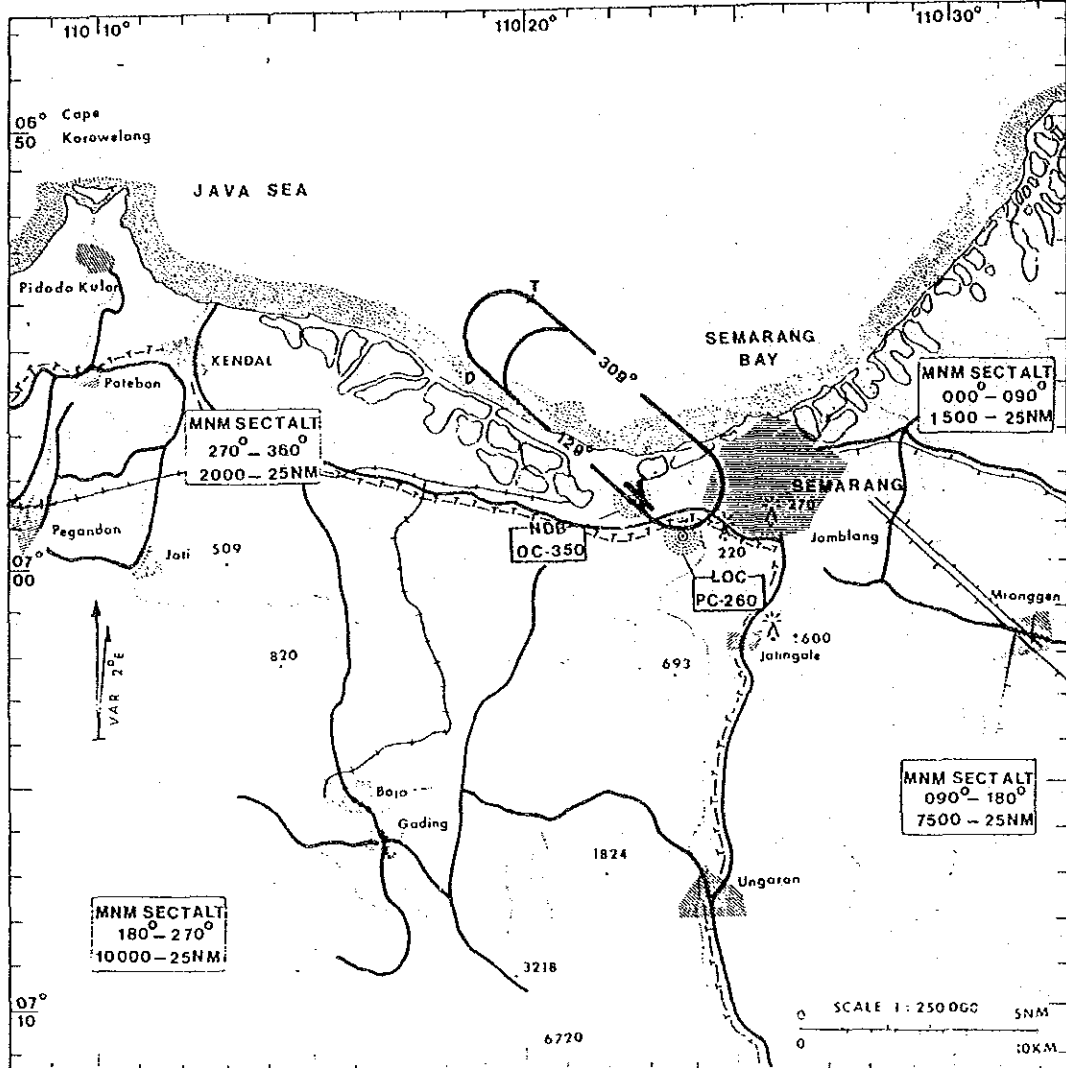 110 10°
110 20°
110 30°
06°
50
Cape
Korowelang
JAVA SEA
Pidodo Kulon
T
309°
SEMARANG
BAY
KENDAL
D
Patebon
MNM SECT ALT
000° - 090°
1500 - 25NM
MNM SECT ALT
270° - 360°
2000 - 25NM
129°
SEMARANG
270
Pegandon
NDB
OC-350
Jomblang
Jati
509
220
07°
00
LOC
PC-260
Mranggen
1600
Jatingale
820
693
VAR 2°E
MNM SECT ALT
090° - 180°
7500 - 25NM
Boja
Gading
1824
Ungaran
MNM SECT ALT
180° - 270°
10000 - 25NM
3218
07°
10
SCALE 1 : 250 000
0
5NM
0
10KM
6720